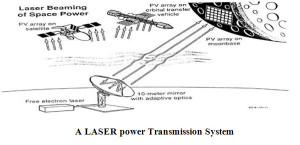 Laser Beaming
of Space Power
PV array on
satellite
PV array on
orbital transfer
vehicle
PV array on
moonbase
10-meter mirror
with adaptive optics
Free electron laser
A LASER power Transmission System